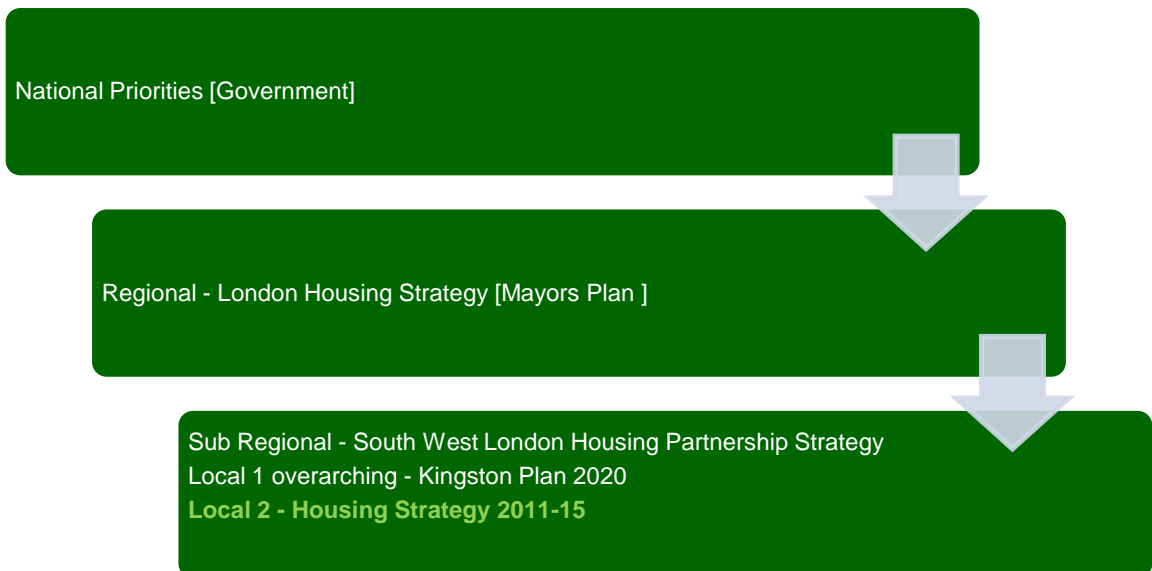 National Priorities [Government]
Regional - London Housing Strategy [Mayors Plan ]
Sub Regional - South West London Housing Partnership Strategy
Local 1 overarching - Kingston Plan 2020
Local 2 - Housing Strategy 2011-15